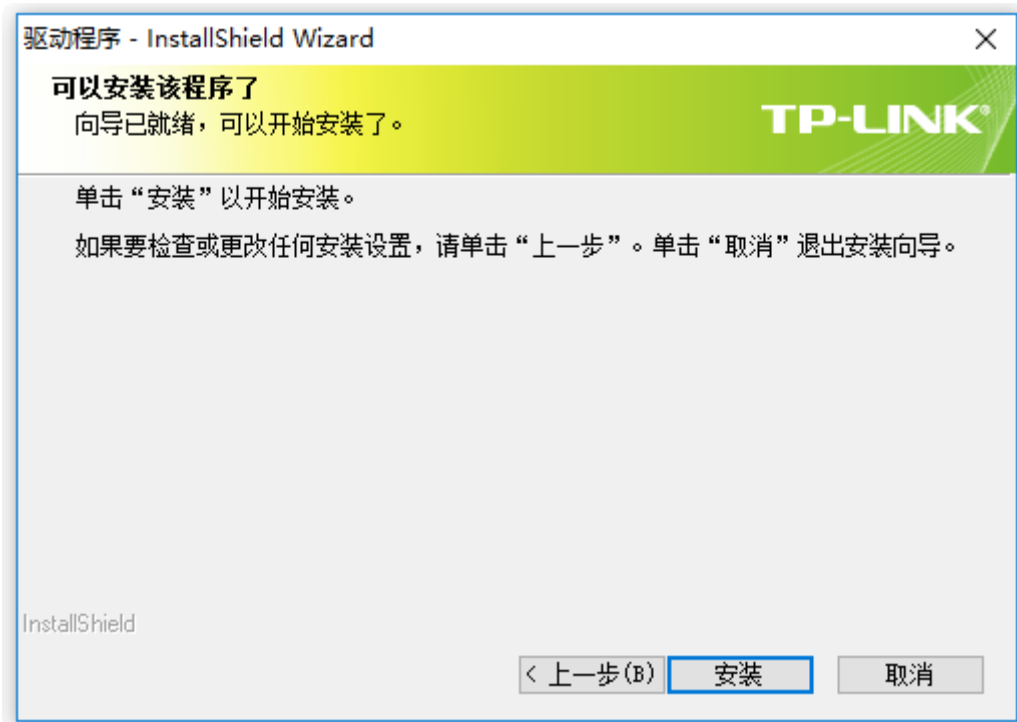 驱动程序 - InstallShield Wizard
可以安装该程序了
向导已就绪，可以开始安装了。
TP-LINK®
单击“安装”以开始安装。
如果要检查或更改任何安装设置，请单击“上一步”。单击“取消”退出安装向导。
InstallShield
< 上一步(B) 安装 取消